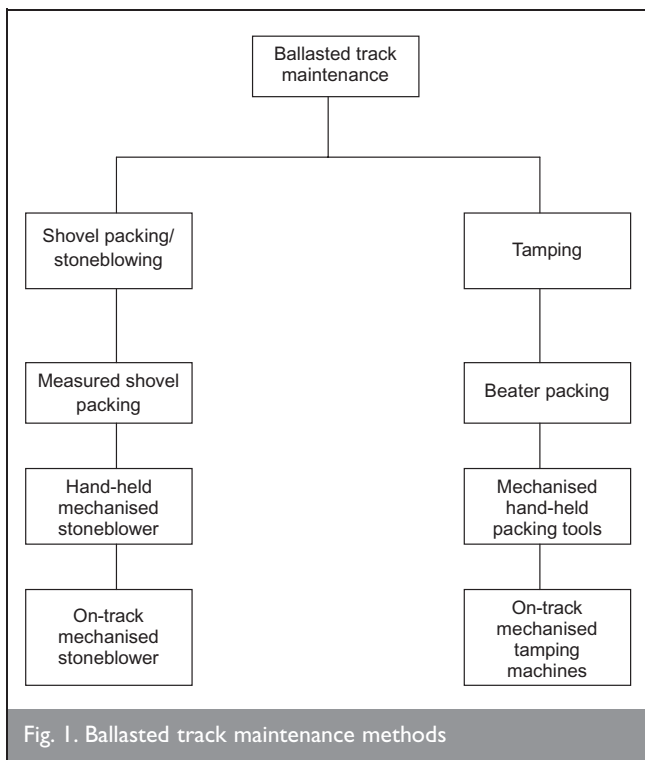 Ballasted track
maintenance
Shovel packing/
stoneblowing
Tamping
Measured shovel
packing
Beater packing
Hand-held
mechanised
stoneblower
Mechanised
hand-held
packing tools
On-track
mechanised
stoneblower
On-track
mechanised
tamping
machines
Fig. 1. Ballasted track maintenance methods